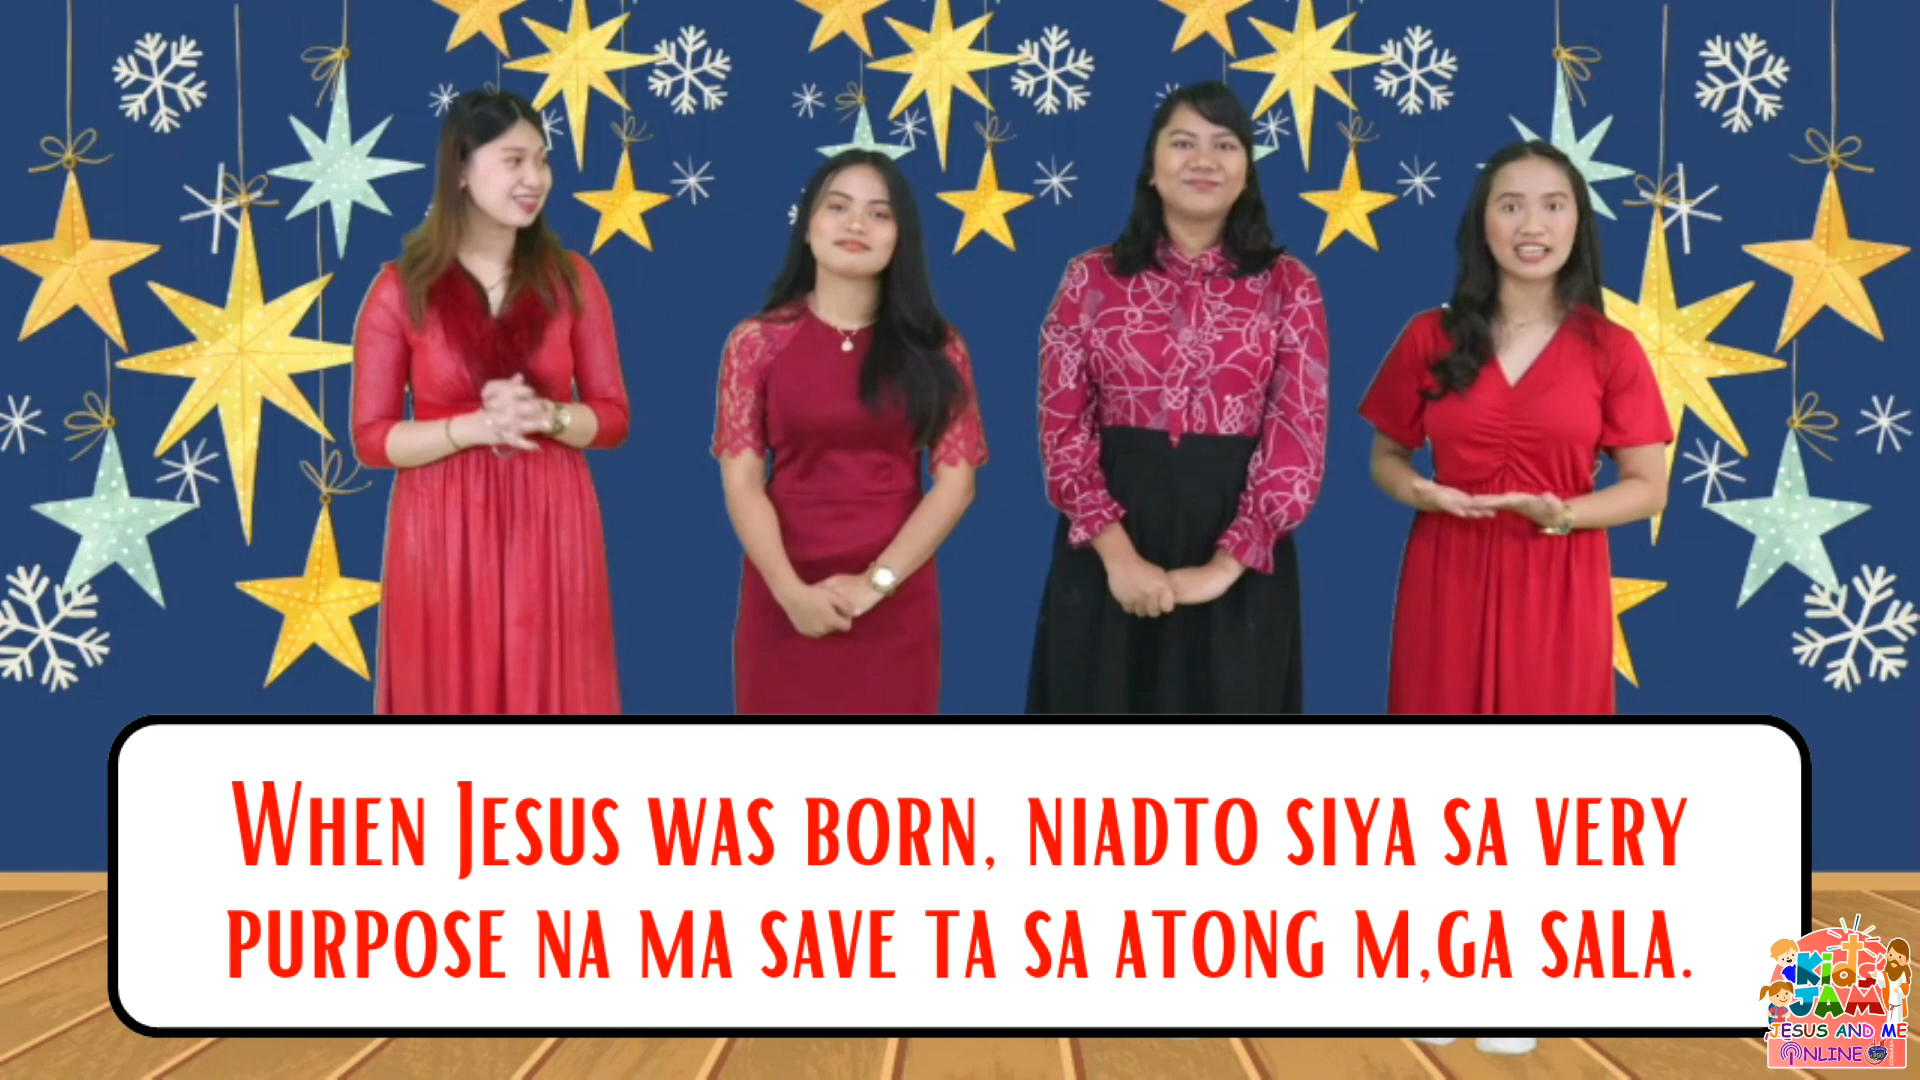 When Jesus was born, niadto siya sa very
purpose na ma save ta sa atong m,ga sala.
Kids
JAM
JESUS AND ME
ONLINE